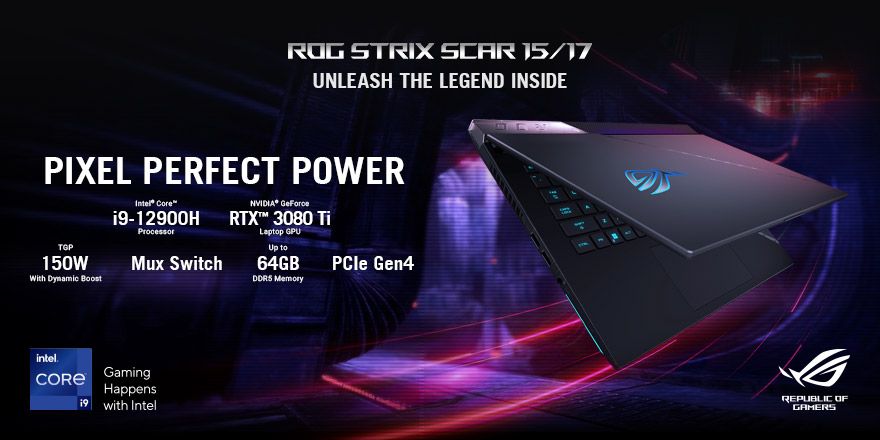 ROG STRIX SCAR 15/17
UNLEASH THE LEGEND INSIDE
PIXEL PERFECT POWER
Intel® Core™
i9-12900H
Processor
NVIDIA® GeForce
RTX™ 3080 Ti
Laptop GPU
TGP
150W
With Dynamic Boost
Mux Switch
Up to
64GB
DDR5 Memory
PCIe Gen4
intel.
CORE™
i9
Gaming
Happens
with Intel
REPUBLIC OF
GAMERS